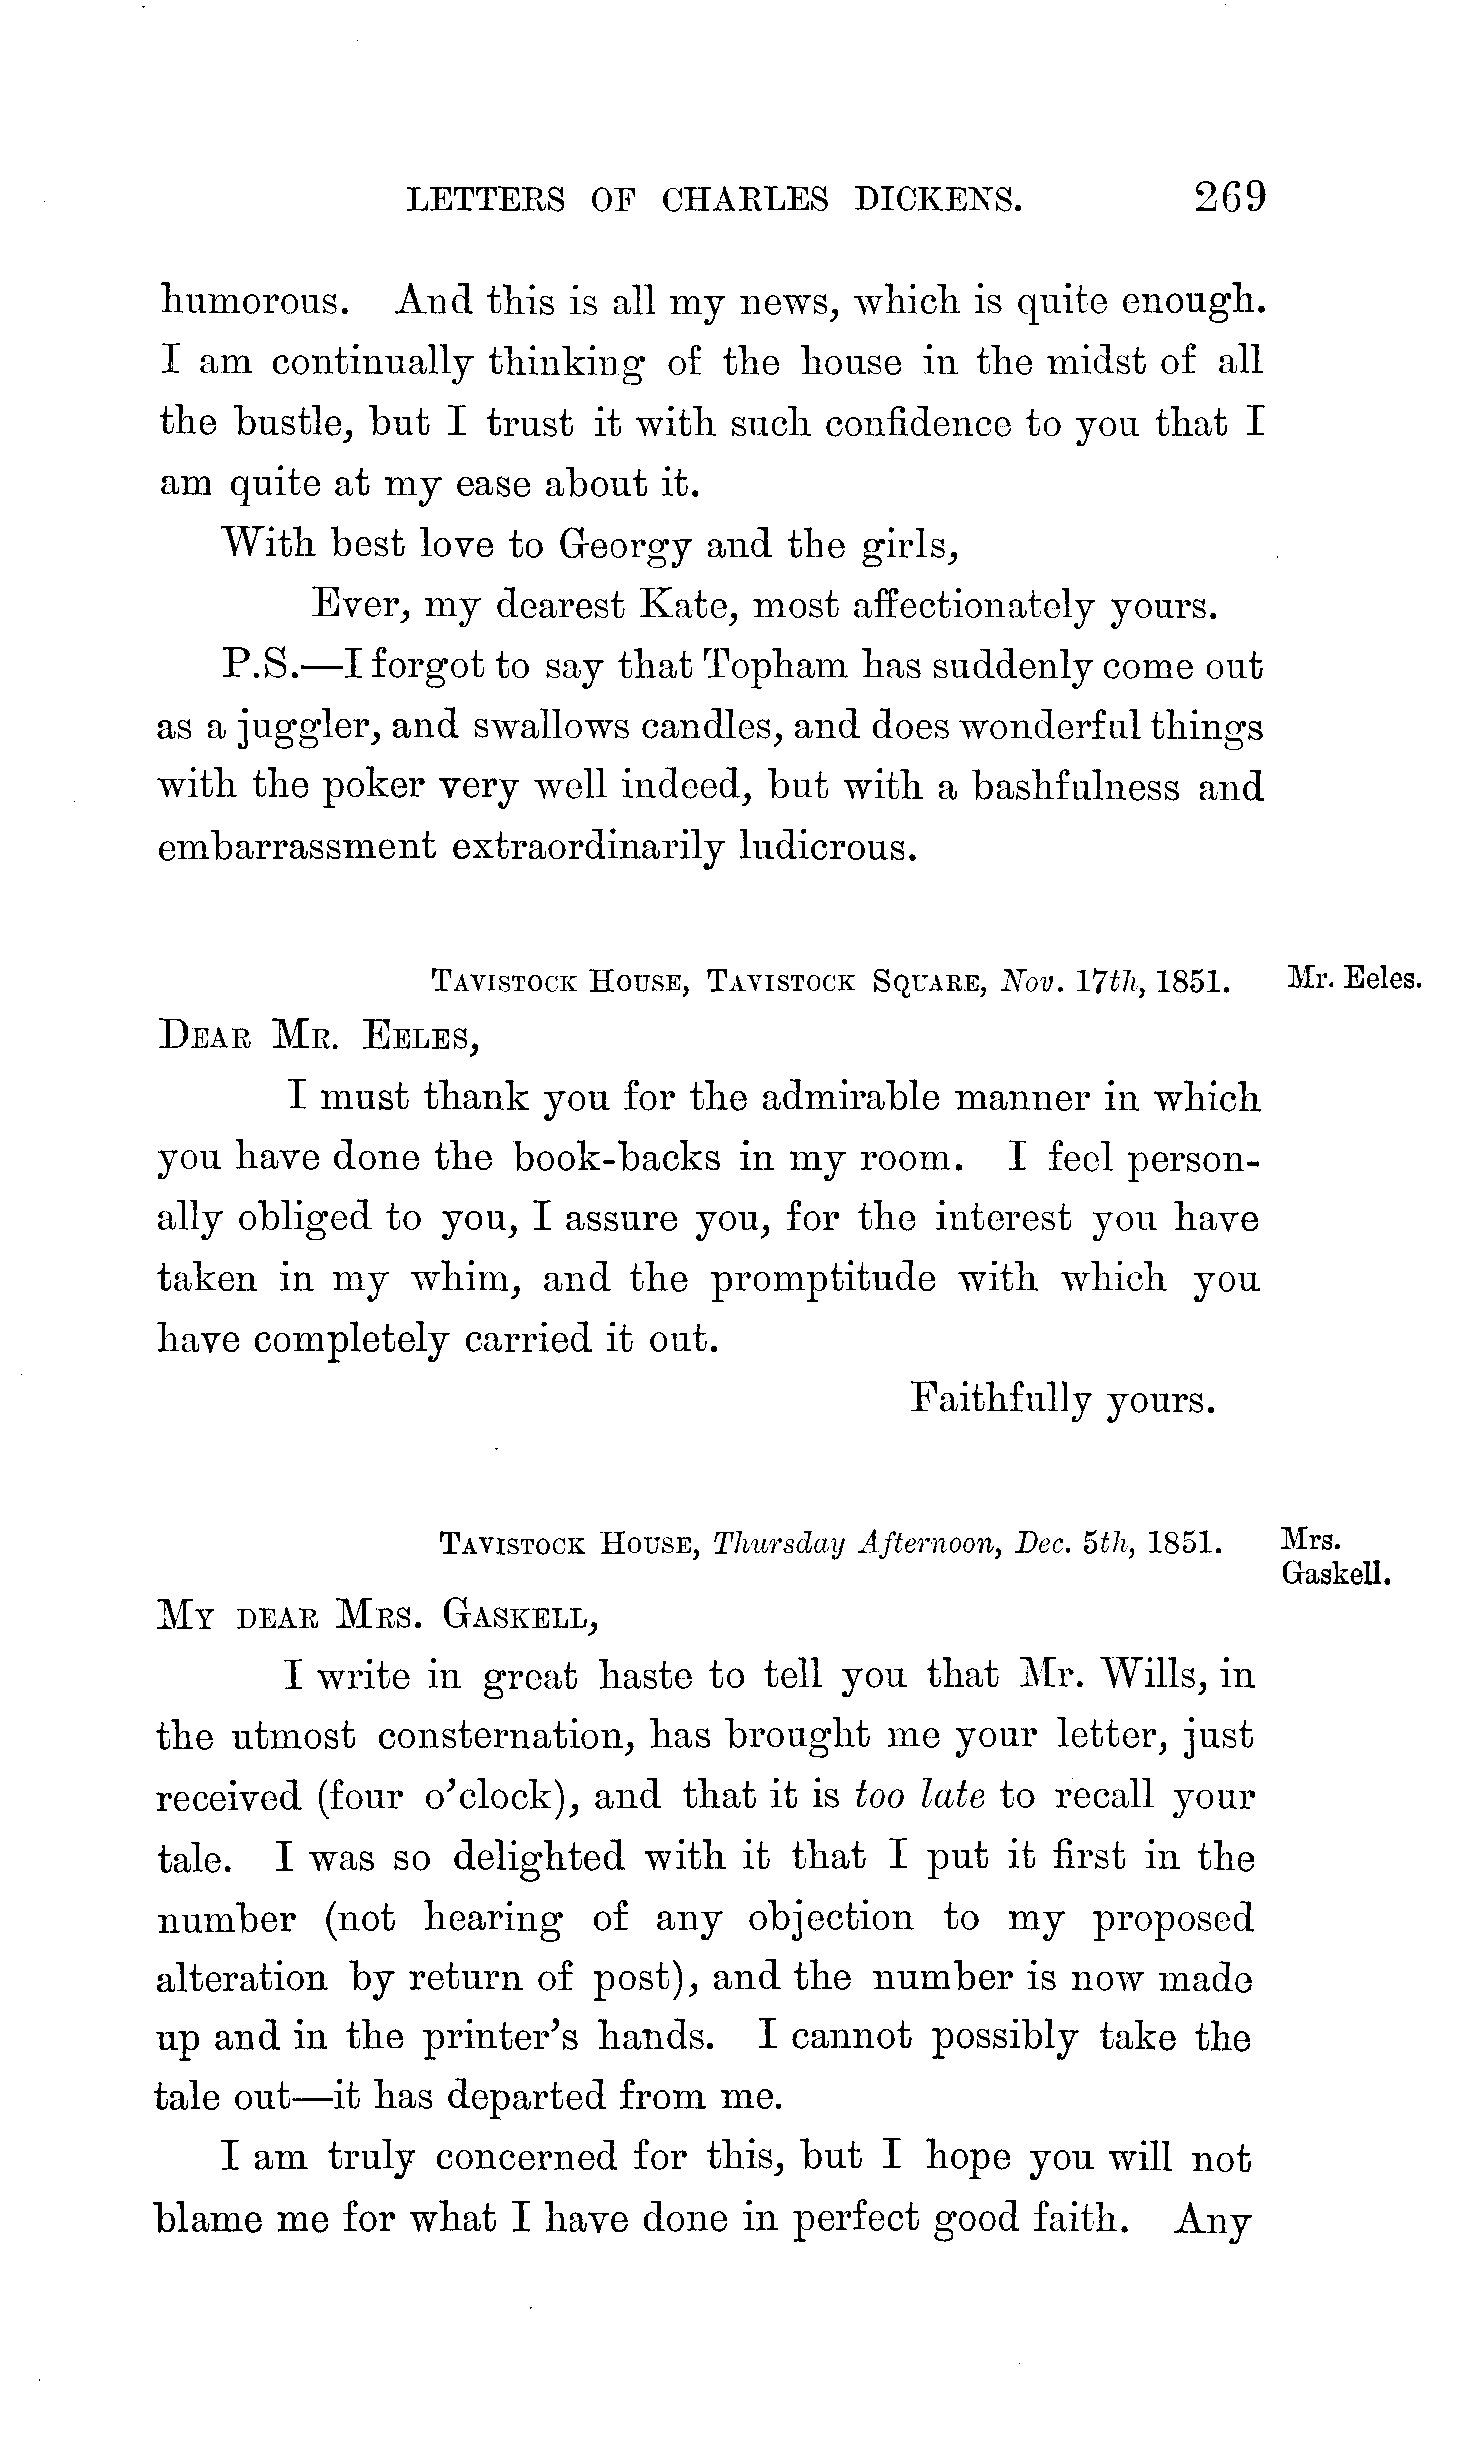 LETTERS OF CHARLES DICKENS. 269
humorous. And this is all my news, which is quite enough.
I am continually thinking of the house in the midst of all
the bustle, but I trust it with such confidence to you that I
am quite at my ease about it.
With best love to Georgy and the girls,
Ever, my dearest Kate, most affectionately yours.
P.S.—I forgot to say that Topham has suddenly come out
as a juggler, and swallows candles, and does wonderful things
with the poker very well indeed, but with a bashfulness and
embarrassment extraordinarily ludicrous.
TAVISTOCK HOUSE, TAVISTOCK SQUARE, Nov. 17th, 1851. Mr. Eeles.
DEAR MR. EELES,
I must thank you for the admirable manner in which
you have done the book-backs in my room. I feel person-
ally obliged to you, I assure you, for the interest you have
taken in my whim, and the promptitude with which you
have completely carried it out.
Faithfully yours.
TAVISTOCK HOUSE, Thursday Afternoon, Dec. 5th, 1851. Mrs.
Gaskell.
MY DEAR MRS. GASKELL,
I write in great haste to tell you that Mr. Wills, in
the utmost consternation, has brought me your letter, just
received (four o'clock), and that it is too late to recall your
tale. I was so delighted with it that I put it first in the
number (not hearing of any objection to my proposed
alteration by return of post), and the number is now made
up and in the printer's hands. I cannot possibly take the
tale out—it has departed from me.
I am truly concerned for this, but I hope you will not
blame me for what I have done in perfect good faith. Any